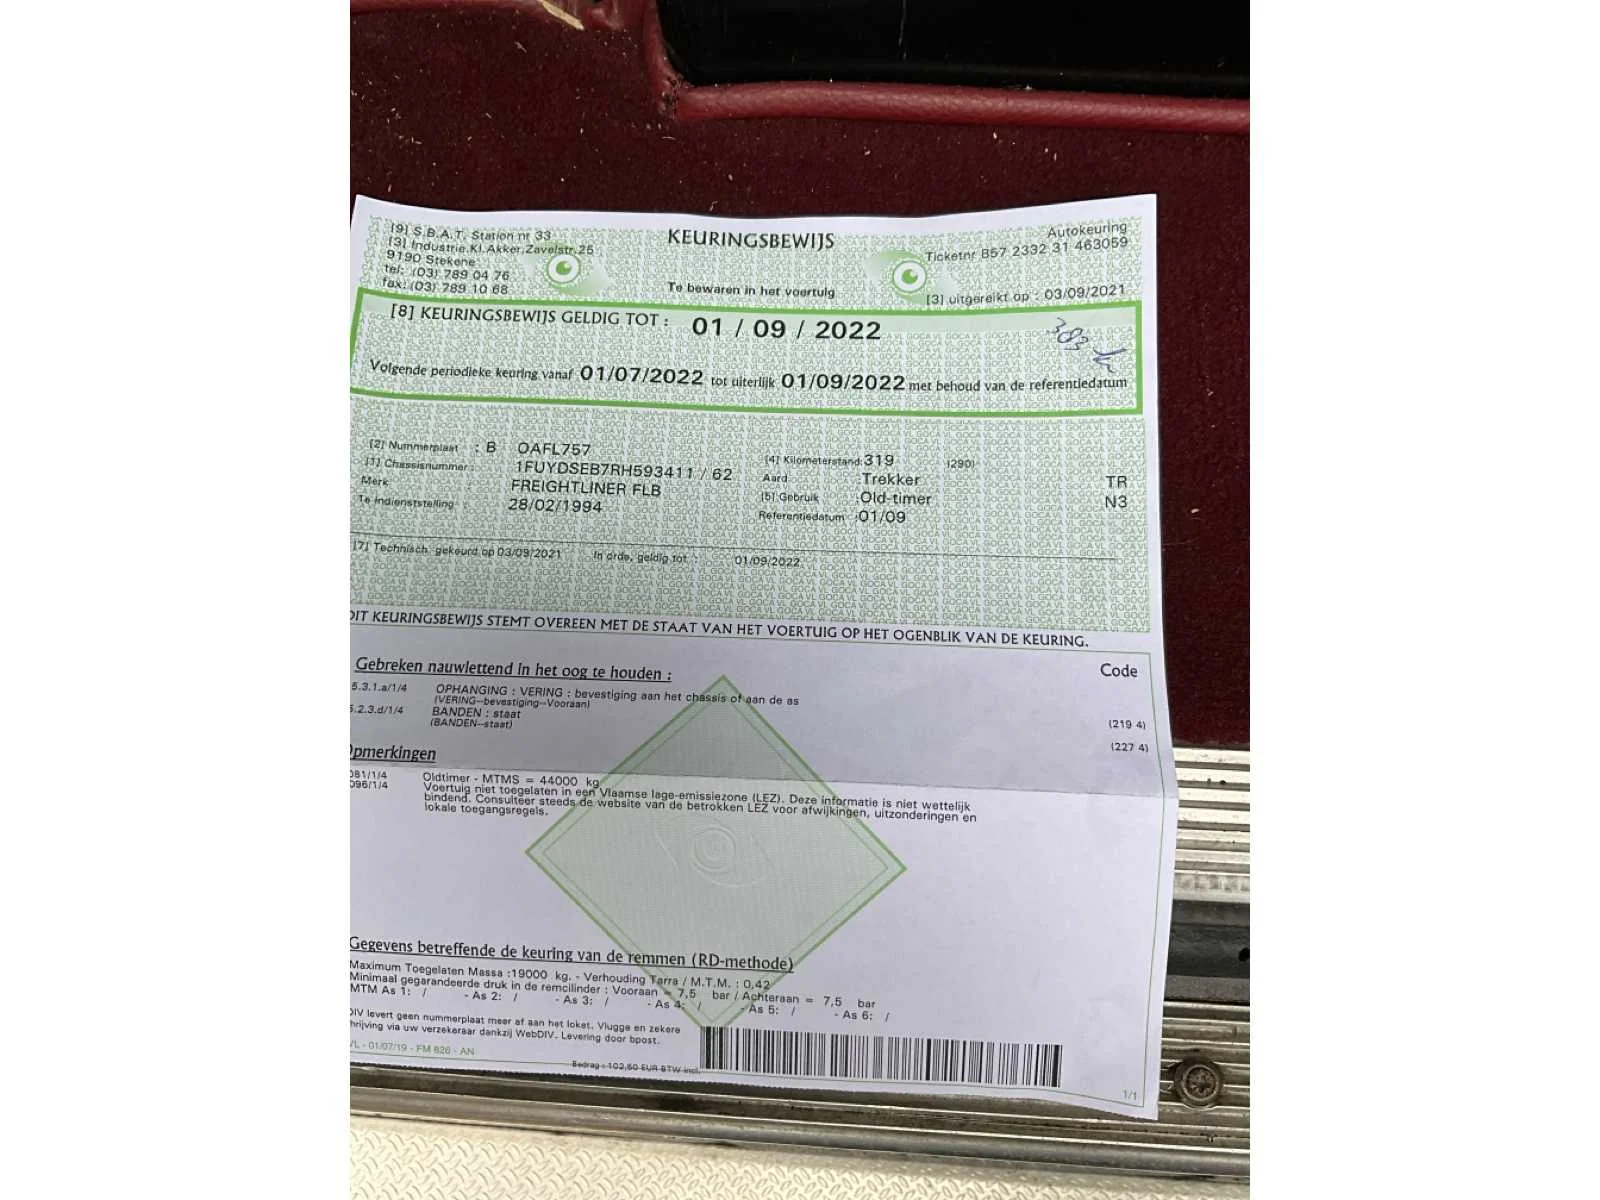 [9] S.B.A.T. Station nr 33
[3] Industrie.Kl.Akker,Zavelstr,25
9190 Stekene
tel: (03) 789 04 76
fax: (03) 789 10 68
KEURINGSBEWIJS
Te bewaren in het voertuig
Autokeuring
Ticketnr B57 2332 31 463059
[3] uitgereikt op : 03/09/2021
[8] KEURINGSBEWIJS GELDIG TOT : 01 / 09 / 2022
383
Volgende periodieke keuring vanaf 01/07/2022 tot uiterlijk 01/09/2022 met behoud van de referentiedatum
[2] Nummerplaat : B OAFL757
[1] Chassisnummer : 1FUYDSEB7RH593411 / 62
Merk : FREIGHTLINER FLB
Te indienststelling : 28/02/1994
[4] Kilometerstand: 319 (290)
Aard : Trekker TR
[5] Gebruik :Old-timer N3
Referentiedatum :01/09
[7] Technisch gekeurd op 03/09/2021 In orde, geldig tot : 01/09/2022
DIT KEURINGSBEWIJS STEMT OVEREEN MET DE STAAT VAN HET VOERTUIG OP HET OGENBLIK VAN DE KEURING.
Gebreken nauwlettend in het oog te houden : Code
5.3.1.a/1/4 OPHANGING : VERING : bevestiging aan het chassis of aan de as
(VERING--bevestiging--Vooraan) (219 4)
5.2.3.d/1/4 BANDEN : staat
(BANDEN--staat) (227 4)
Opmerkingen
081/1/4 Oldtimer - MTMS = 44000 kg
096/1/4 Voertuig niet toegelaten in een Vlaamse lage-emissiezone (LEZ). Deze informatie is niet wettelijk
bindend. Consulteer steeds de website van de betrokken LEZ voor afwijkingen, uitzonderingen en
lokale toegangsregels.
Gegevens betreffende de keuring van de remmen (RD-methode)
Maximum Toegelaten Massa :19000 kg. - Verhouding Tarra / M.T.M. : 0,42
Minimaal gegarandeerde druk in de remcilinder : Vooraan = 7,5 bar / Achteraan = 7,5 bar
MTM As 1: / - As 2: / - As 3: / - As 4: / - As 5: / - As 6: /
DIV levert geen nummerplaat meer af aan het loket. Vlugge en zekere
hrijving via uw verzekeraar dankzij WebDIV. Levering door bpost.
VL - 01/07/19 - FM 826 - AN
Bedrag : 102,50 EUR BTW incl.
1/1